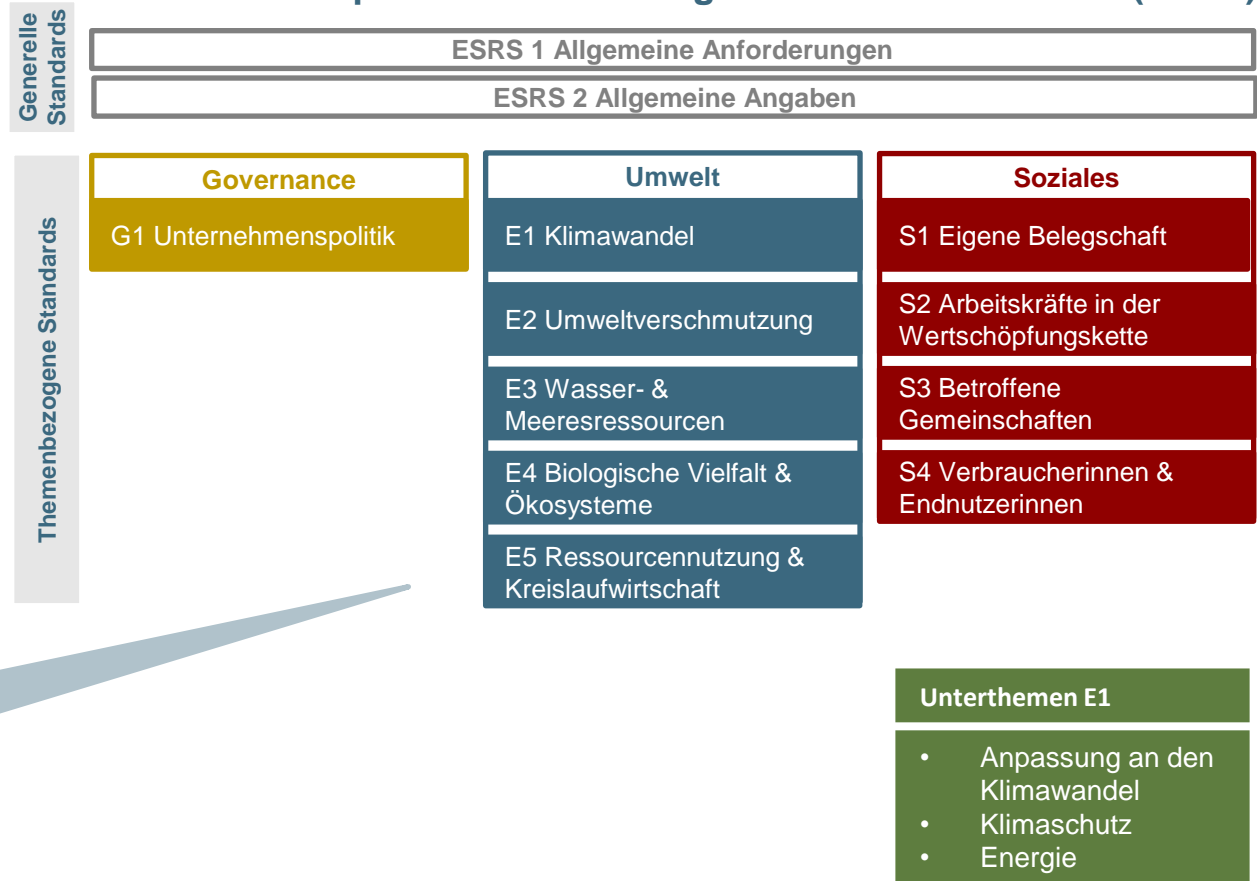 Generelle
Standards
ESRS 1 Allgemeine Anforderungen
ESRS 2 Allgemeine Angaben
Themenbezogene Standards
Governance
G1 Unternehmenspolitik
Umwelt
E1 Klimawandel
E2 Umweltverschmutzung
E3 Wasser- &
Meeresressourcen
E4 Biologische Vielfalt &
Ökosysteme
E5 Ressourcennutzung &
Kreislaufwirtschaft
Soziales
S1 Eigene Belegschaft
S2 Arbeitskräfte in der
Wertschöpfungskette
S3 Betroffene
Gemeinschaften
S4 Verbraucherinnen &
Endnutzerinnen
Unterthemen E1
• Anpassung an den
Klimawandel
• Klimaschutz
• Energie